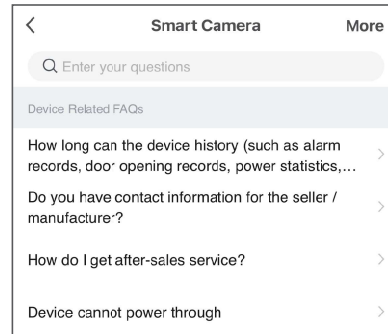 Smart Camera More
Enter your questions
Device Related FAQs
How long can the device history (such as alarm
records, door opening records, power statistics,...
Do you have contact information for the seller /
manufacturer?
How do I get after-sales service?
Device cannot power through